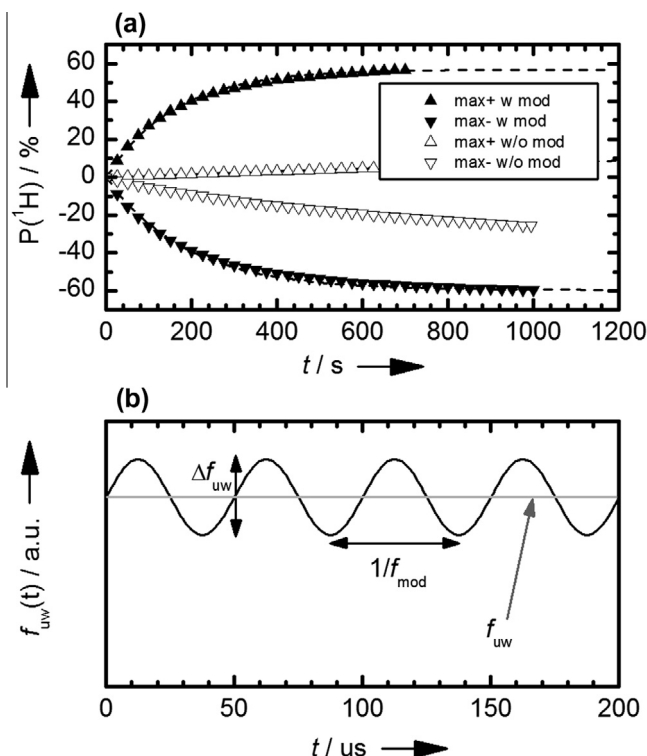 (a)
P(¹H) / %
60
40
20
0
-20
-40
-60
max+ w mod
max- w mod
max+ w/o mod
max- w/o mod
0 200 400 600 800 1000 1200
t / s
(b)
f_uw(t) / a.u.
Δf_uw
1/f_mod
f_uw
0 50 100 150 200
t / us